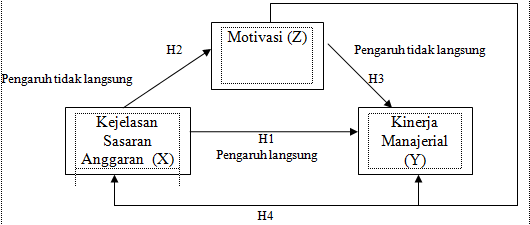 Motivasi (Z)
H2
Pengaruh tidak langsung
Pengaruh tidak langsung
H3
Kejelasan
Sasaran
Anggaran (X)
H1
Pengaruh langsung
Kinerja
Manajerial
(Y)
H4